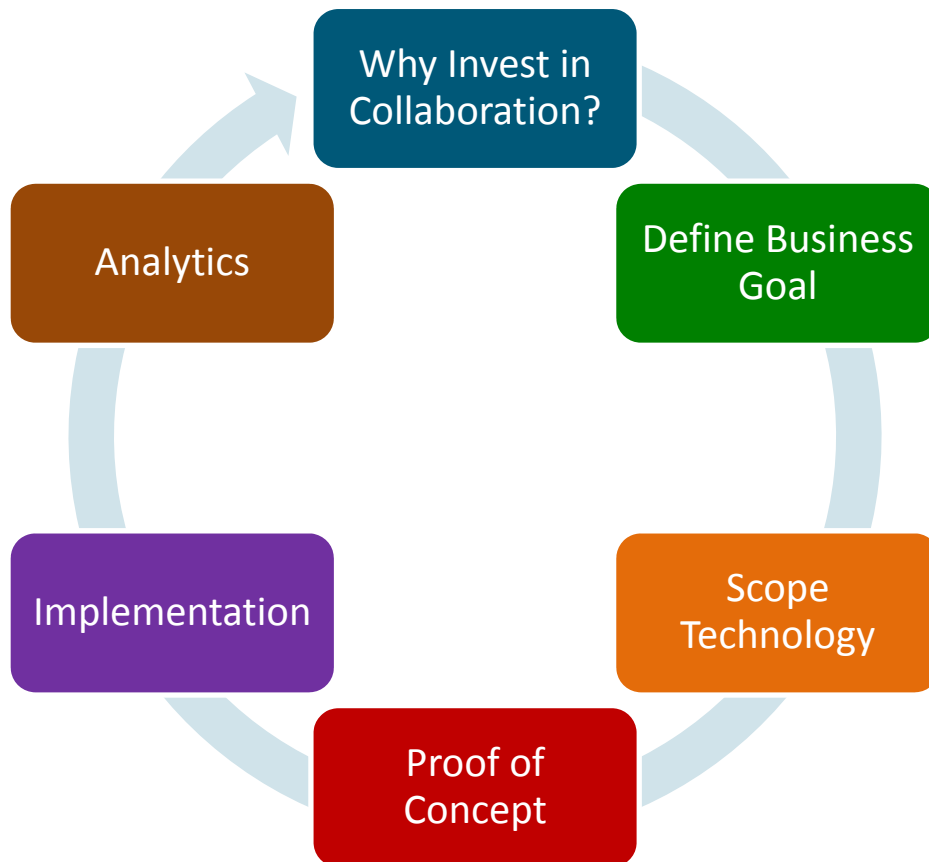 Why Invest in
Collaboration?
Define Business
Goal
Scope
Technology
Proof of
Concept
Implementation
Analytics